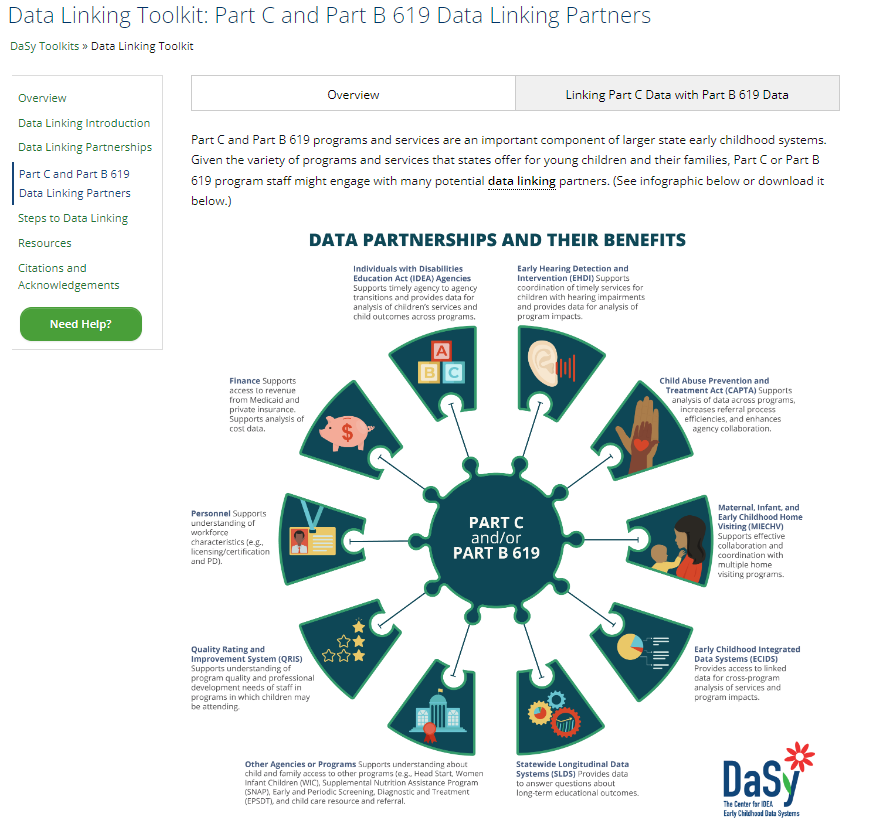 Data Linking Toolkit: Part C and Part B 619 Data Linking Partners
DaSy Toolkits » Data Linking Toolkit
Overview
Data Linking Introduction
Data Linking Partnerships
Part C and Part B 619
Data Linking Partners
Steps to Data Linking
Resources
Citations and
Acknowledgements
Need Help?
Overview
Linking Part C Data with Part B 619 Data
Part C and Part B 619 programs and services are an important component of larger state early childhood systems.
Given the variety of programs and services that states offer for young children and their families, Part C or Part B
619 program staff might engage with many potential data linking partners. (See infographic below or download it
below.)
DATA PARTNERSHIPS AND THEIR BENEFITS
Individuals with Disabilities
Education Act (IDEA) Agencies
Supports timely agency to agency
transitions and provides data for
analysis of children's services and
child outcomes across programs.
Early Hearing Detection and
Intervention (EHDI) Supports
coordination of timely services for
children with hearing impairments
and provides data for analysis of
program impacts.
Finance Supports
access to revenue
from Medicaid and
private insurance.
Supports analysis of
cost data.
Child Abuse Prevention and
Treatment Act (CAPTA) Supports
analysis of data across programs,
increases referral process
efficiencies, and enhances
agency collaboration.
Personnel Supports
understanding of
workforce
characteristics (e.g.,
licensing/certification
and PD).
Maternal, Infant, and
Early Childhood Home
Visiting (MIECHV)
Supports effective
collaboration and
coordination with
multiple home
visiting programs.
A
B
C
$
PART C
and/or
PART B 619
Quality Rating and
Improvement System (QRIS)
Supports understanding of
program quality and professional
development needs of staff in
programs in which children may
be attending.
Early Childhood Integrated
Data Systems (ECIDS)
Provides access to linked
data for cross-program
analysis of services and
program impacts.
Other Agencies or Programs Supports understanding about
child and family access to other programs (e.g., Head Start, Women
Infant Children (WIC), Supplemental Nutrition Assistance Program
(SNAP), Early and Periodic Screening, Diagnostic and Treatment
(EPSDT), and child care resource and referral.
Statewide Longitudinal Data
Systems (SLDS) Provides data
to answer questions about
long-term educational outcomes.
DaSy
The Center for IDEA
Early Childhood Data Systems